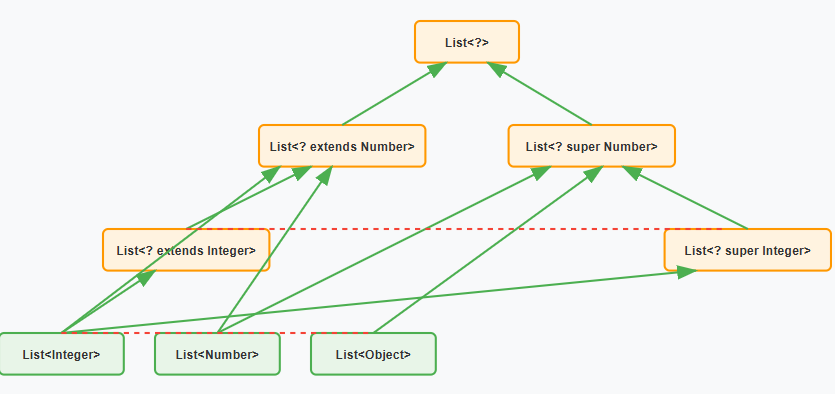 List<?>
List<? extends Number>
List<? super Number>
List<? extends Integer>
List<? super Integer>
List<Integer>
List<Number>
List<Object>